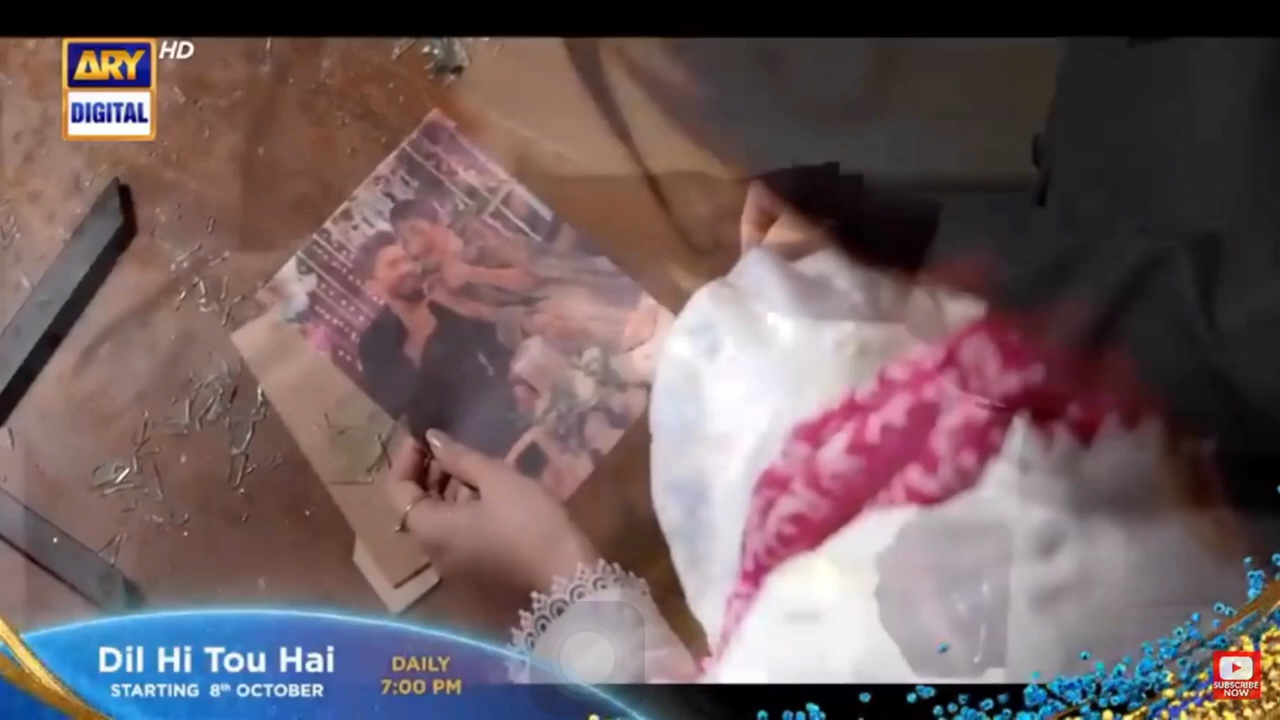 ARY HD
DIGITAL
Dil Hi Tou Hai
STARTING 8th OCTOBER
DAILY
7:00 PM
SUBSCRIBE
NOW